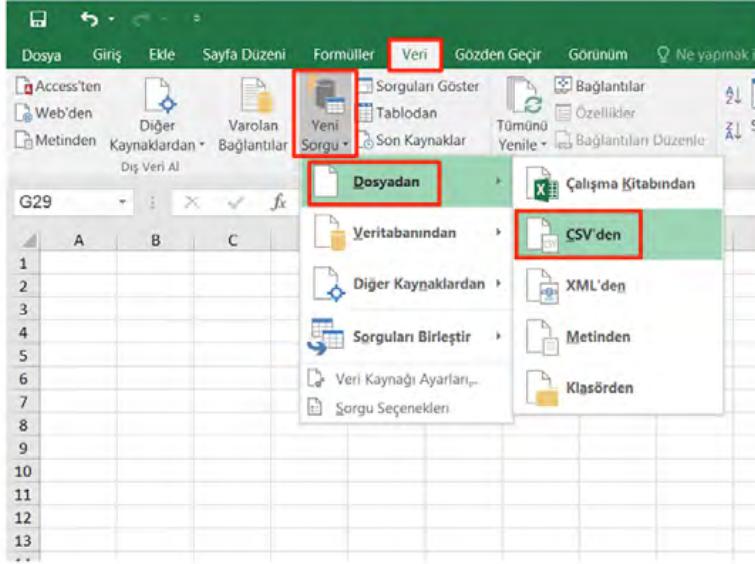 Dosya Giriş Ekle Sayfa Düzeni Formüller Veri Gözden Geçir Görünüm Ne yapmak
Access'ten
Web'den
Metinden
Diğer Kaynaklardan
Varolan Bağlantılar
Dış Veri Al
Yeni Sorgu
Sorguları Göster
Tablodan
Son Kaynaklar
Tümünü Yenile
Bağlantılar
Özellikler
Bağlantıları Düzenle
G29
fx
A B C
Dosyadan
Veritabanından
Diğer Kaynaklardan
Sorguları Birleştir
Veri Kaynağı Ayarları...
Sorgu Seçenekleri
Çalışma Kitabından
CSV'den
XML'den
Metinden
Klasörden
1
2
3
4
5
6
7
8
9
10
11
12
13